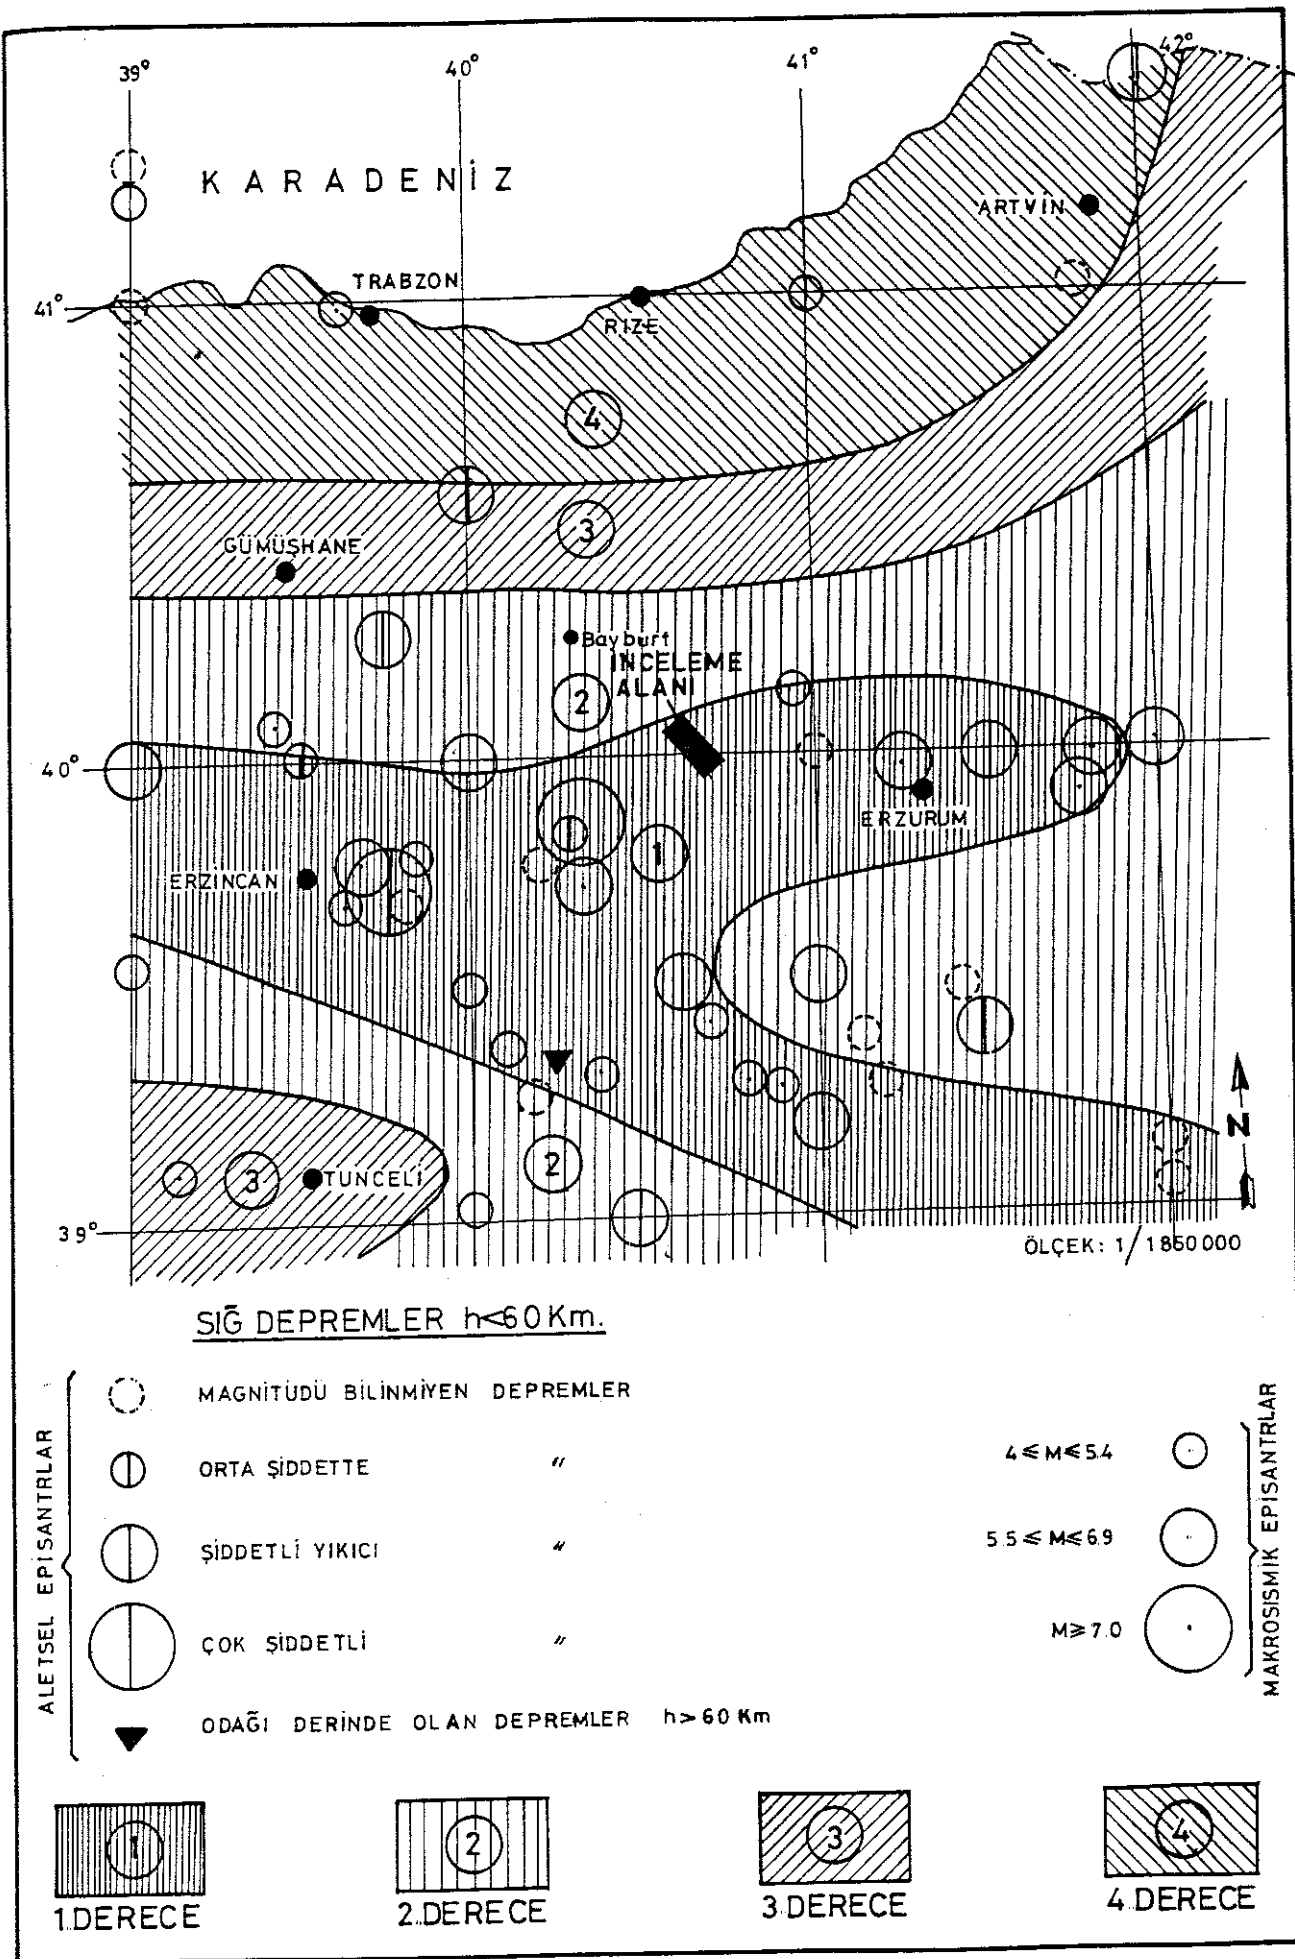 39°
40°
41°
42°
KARADENİZ
ARTVİN
TRABZON
41°
RİZE
4
3
GÜMÜŞHANE
Bayburt
İNCELEME
ALANI
2
40°
ERZURUM
1
ERZİNCAN
N
2
3
TUNCELİ
39°
ÖLÇEK: 1/1850000
SIĞ DEPREMLER h<60 Km.
ALETSEL EPİSANTRLAR
MAGNİTÜDÜ BİLİNMİYEN DEPREMLER
ORTA ŞİDDETTE "
ŞİDDETLİ YIKICI "
ÇOK ŞİDDETLİ "
ODAĞI DERİNDE OLAN DEPREMLER h>60 Km
4≤M≤5.4
5.5≤M≤6.9
M≥7.0
MAKROSİSMİK EPİSANTRLAR
1
2
3
4
1.DERECE
2.DERECE
3.DERECE
4.DERECE